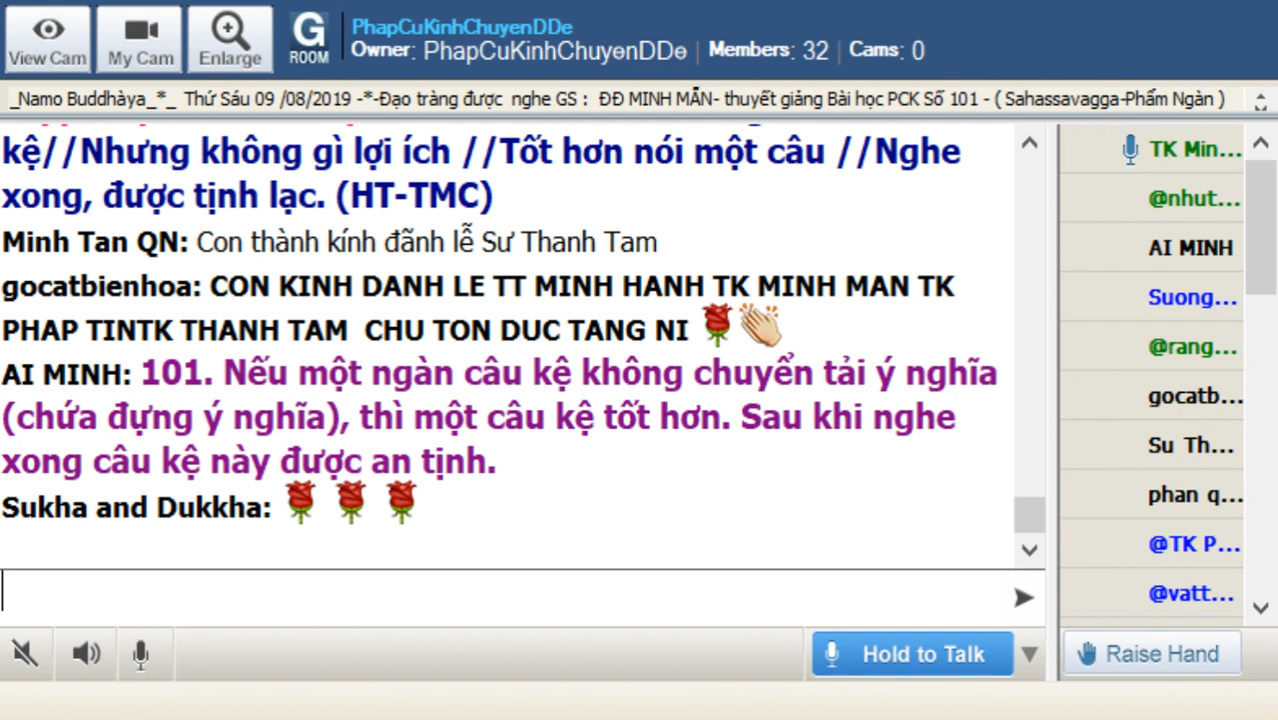 View Cam
My Cam
Enlarge
G
ROOM
PhapCuKinhChuyenDDe
Owner: PhapCuKinhChuyenDDe | Members: 32 | Cams: 0
_Namo Buddhàya_*_ Thứ Sáu 09 /08/2019 -*-Đạo tràng được nghe GS : ĐĐ MINH MẪN- thuyết giảng Bài học PCK Số 101 - ( Sahassavagga-Phẩm Ngàn )
kệ//Nhưng không gì lợi ích //Tốt hơn nói một câu //Nghe
xong, được tịnh lạc. (HT-TMC)
Minh Tan QN: Con thành kính đãnh lễ Sư Thanh Tam
gocatbienhoa: CON KINH DANH LE TT MINH HANH TK MINH MAN TK
PHAP TINTK THANH TAM CHU TON DUC TANG NI
AI MINH: 101. Nếu một ngàn câu kệ không chuyển tải ý nghĩa
(chứa đựng ý nghĩa), thì một câu kệ tốt hơn. Sau khi nghe
xong câu kệ này được an tịnh.
Sukha and Dukkha:
TK Min...
@nhut...
AI MINH
Suong...
@rang...
gocatb...
Su Th...
phan q...
@TK P...
@vatt...
Hold to Talk
Raise Hand